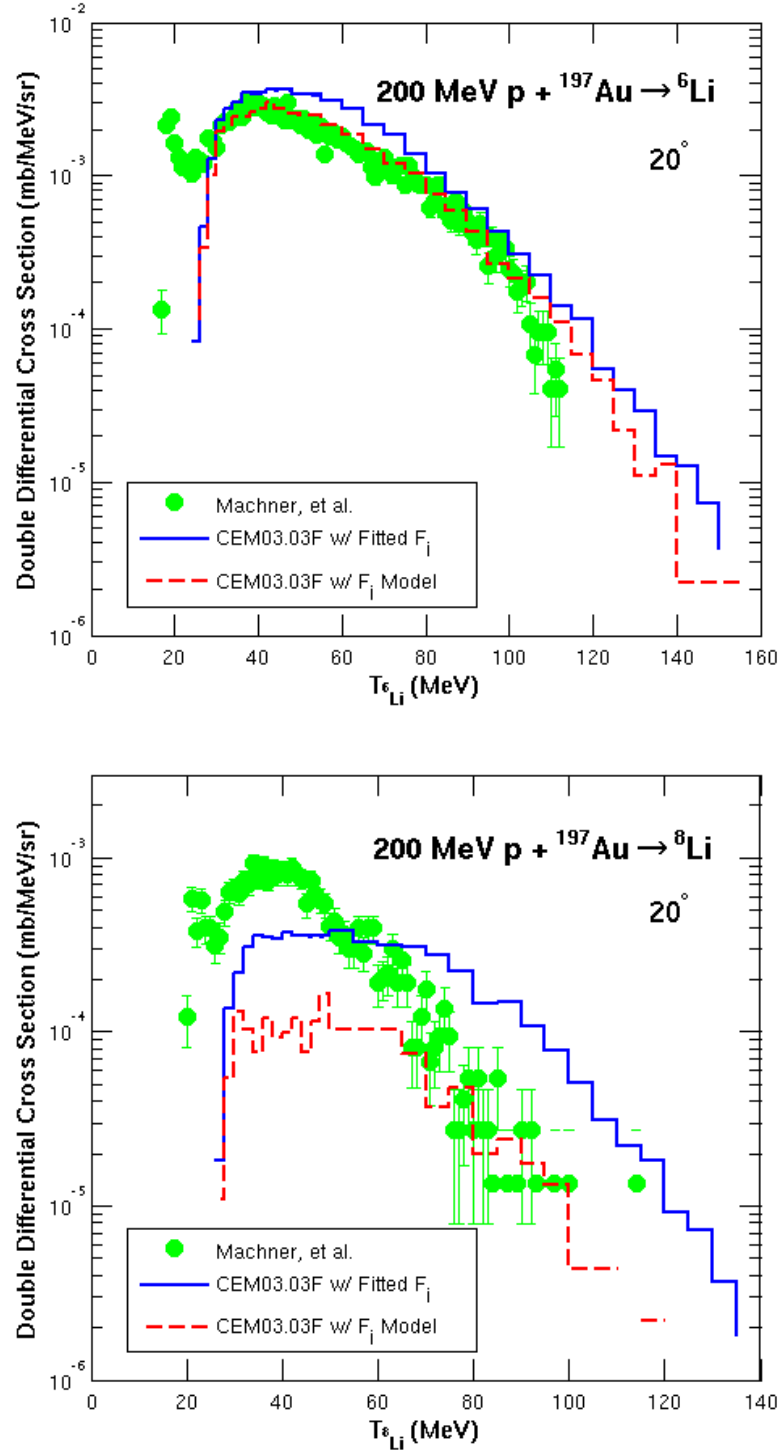 10⁻²
10⁻³
10⁻⁴
10⁻⁵
10⁻⁶
Double Differential Cross Section (mb/MeV/sr)
200 MeV p + ¹⁹⁷Au → ⁶Li
20°
Machner, et al.
CEM03.03F w/ Fitted Fᵢ
CEM03.03F w/ Fᵢ Model
0 20 40 60 80 100 120 140 160
T⁶Li (MeV)
10⁻³
10⁻⁴
10⁻⁵
10⁻⁶
Double Differential Cross Section (mb/MeV/sr)
200 MeV p + ¹⁹⁷Au → ⁸Li
20°
Machner, et al.
CEM03.03F w/ Fitted Fᵢ
CEM03.03F w/ Fᵢ Model
0 20 40 60 80 100 120 140
T⁸Li (MeV)